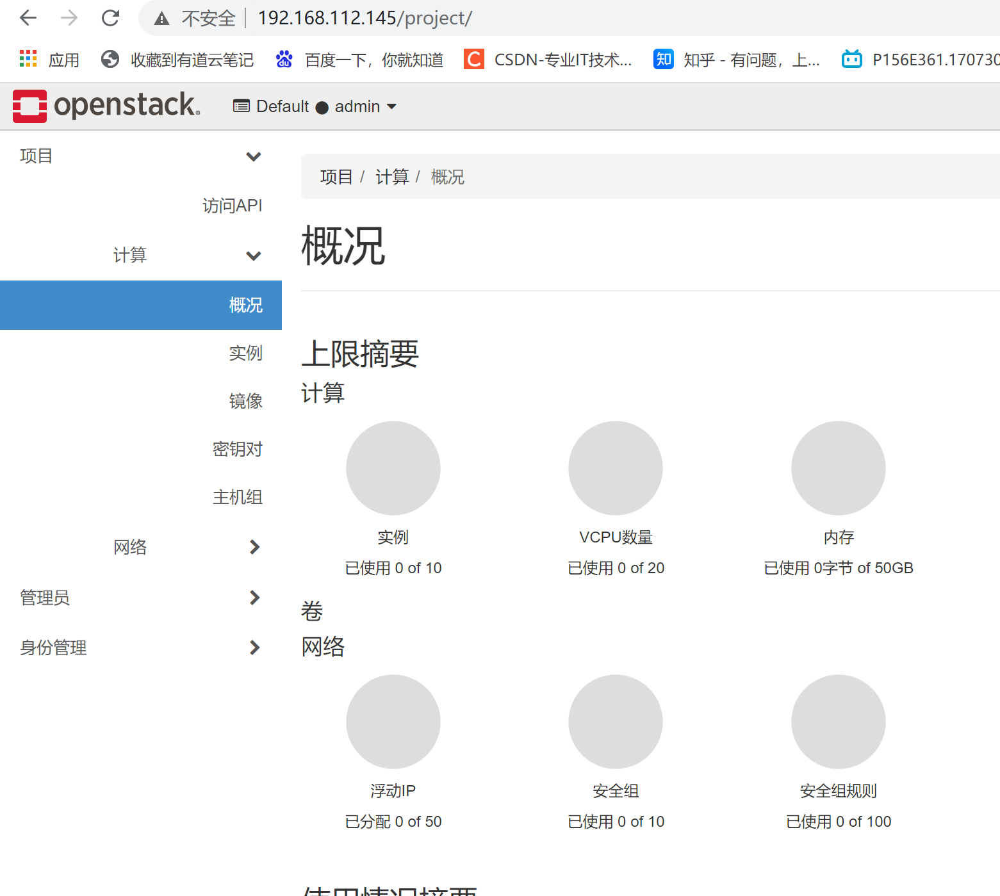 不安全 192.168.112.145/project/
应用 收藏到有道云笔记 百度一下，你就知道 CSDN-专业IT技术... 知乎 - 有问题，上... P156E361.170730
openstack. Default ● admin
项目
访问API
计算
概况
实例
镜像
密钥对
主机组
网络
管理员
身份管理
项目 / 计算 / 概况
概况
上限摘要
计算
实例 VCPU数量 内存
已使用 0 of 10 已使用 0 of 20 已使用 0字节 of 50GB
卷
网络
浮动IP 安全组 安全组规则
已分配 0 of 50 已使用 0 of 10 已使用 0 of 100
使用情况摘要